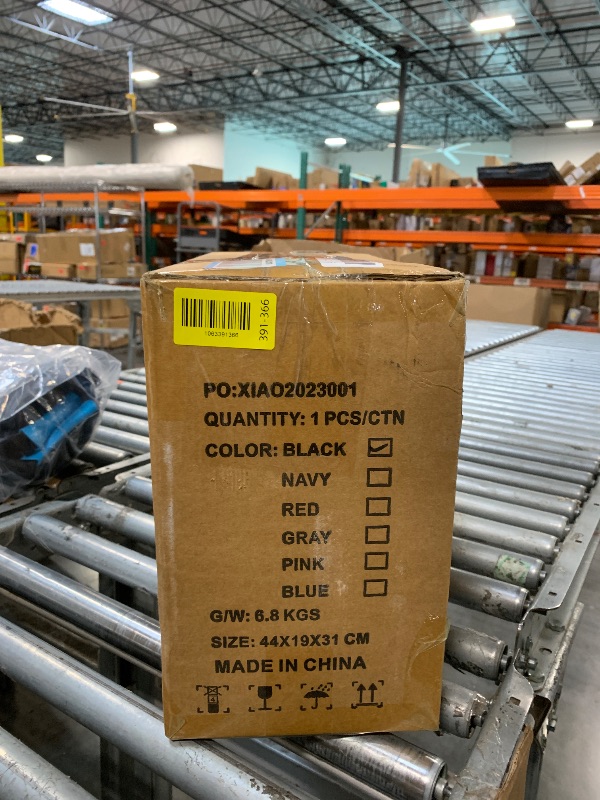 391 366
1063391366
PO:XIAO2023001
QUANTITY: 1 PCS/CTN
COLOR: BLACK
NAVY
RED
GRAY
PINK
BLUE
G/W: 6.8 KGS
SIZE: 44X19X31 CM
MADE IN CHINA